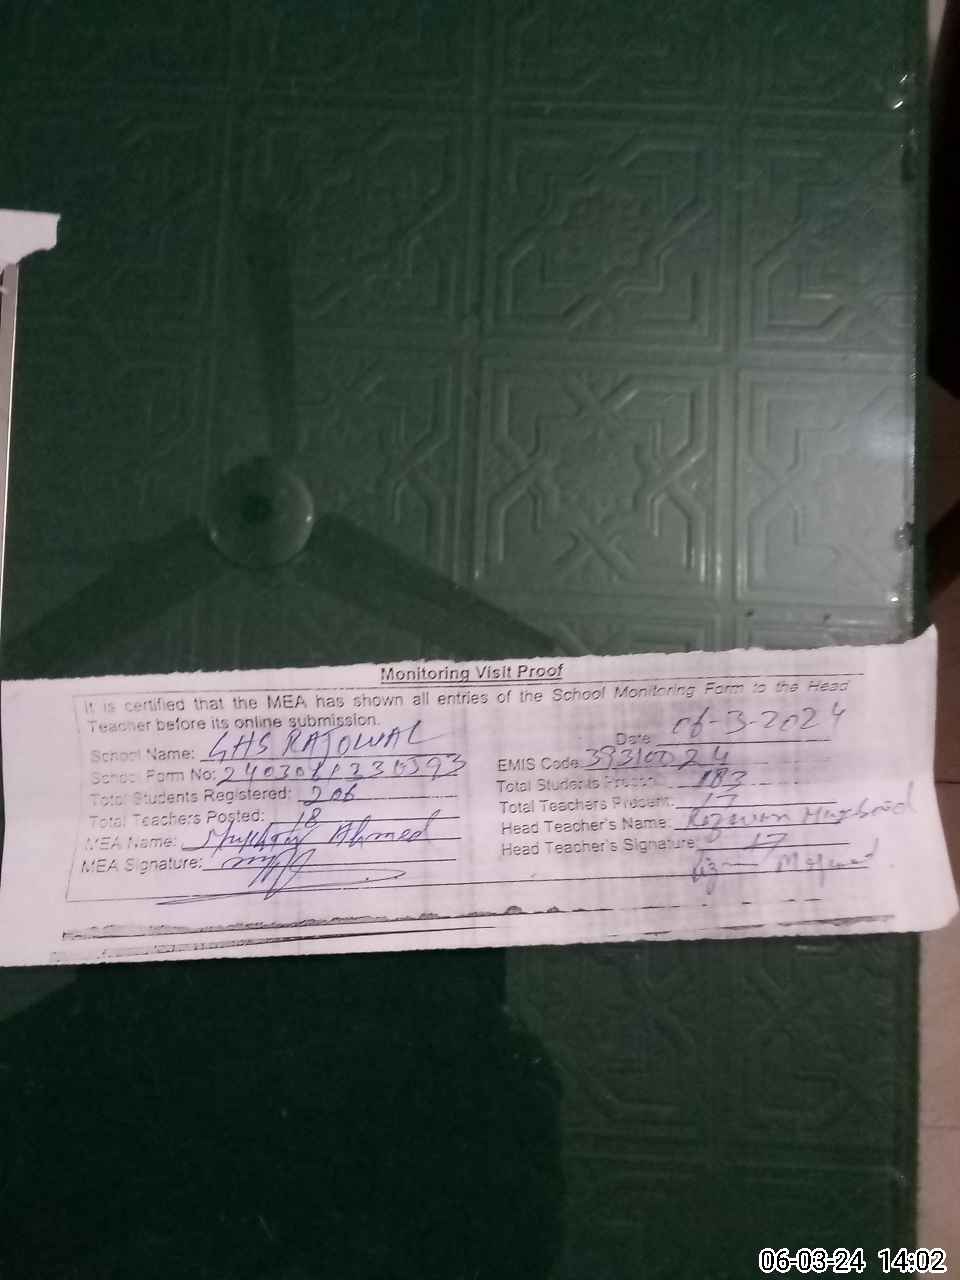 Monitoring Visit Proof
It is certified that the MEA has shown all entries of the School Monitoring Form to the Head
Teacher before its online submission.
Date 06-3-2024
School Name: GHS RAJOWAL
EMIS Code 39310024
School Form No:
Total Students Present 183
Total Students Registered: 206
Total Teachers Present: 17
Total Teachers Posted: 18
Head Teacher's Name:
MEA Name: Ahmed
Head Teacher's Signature:
MEA Signature:
06-03-24 14:02